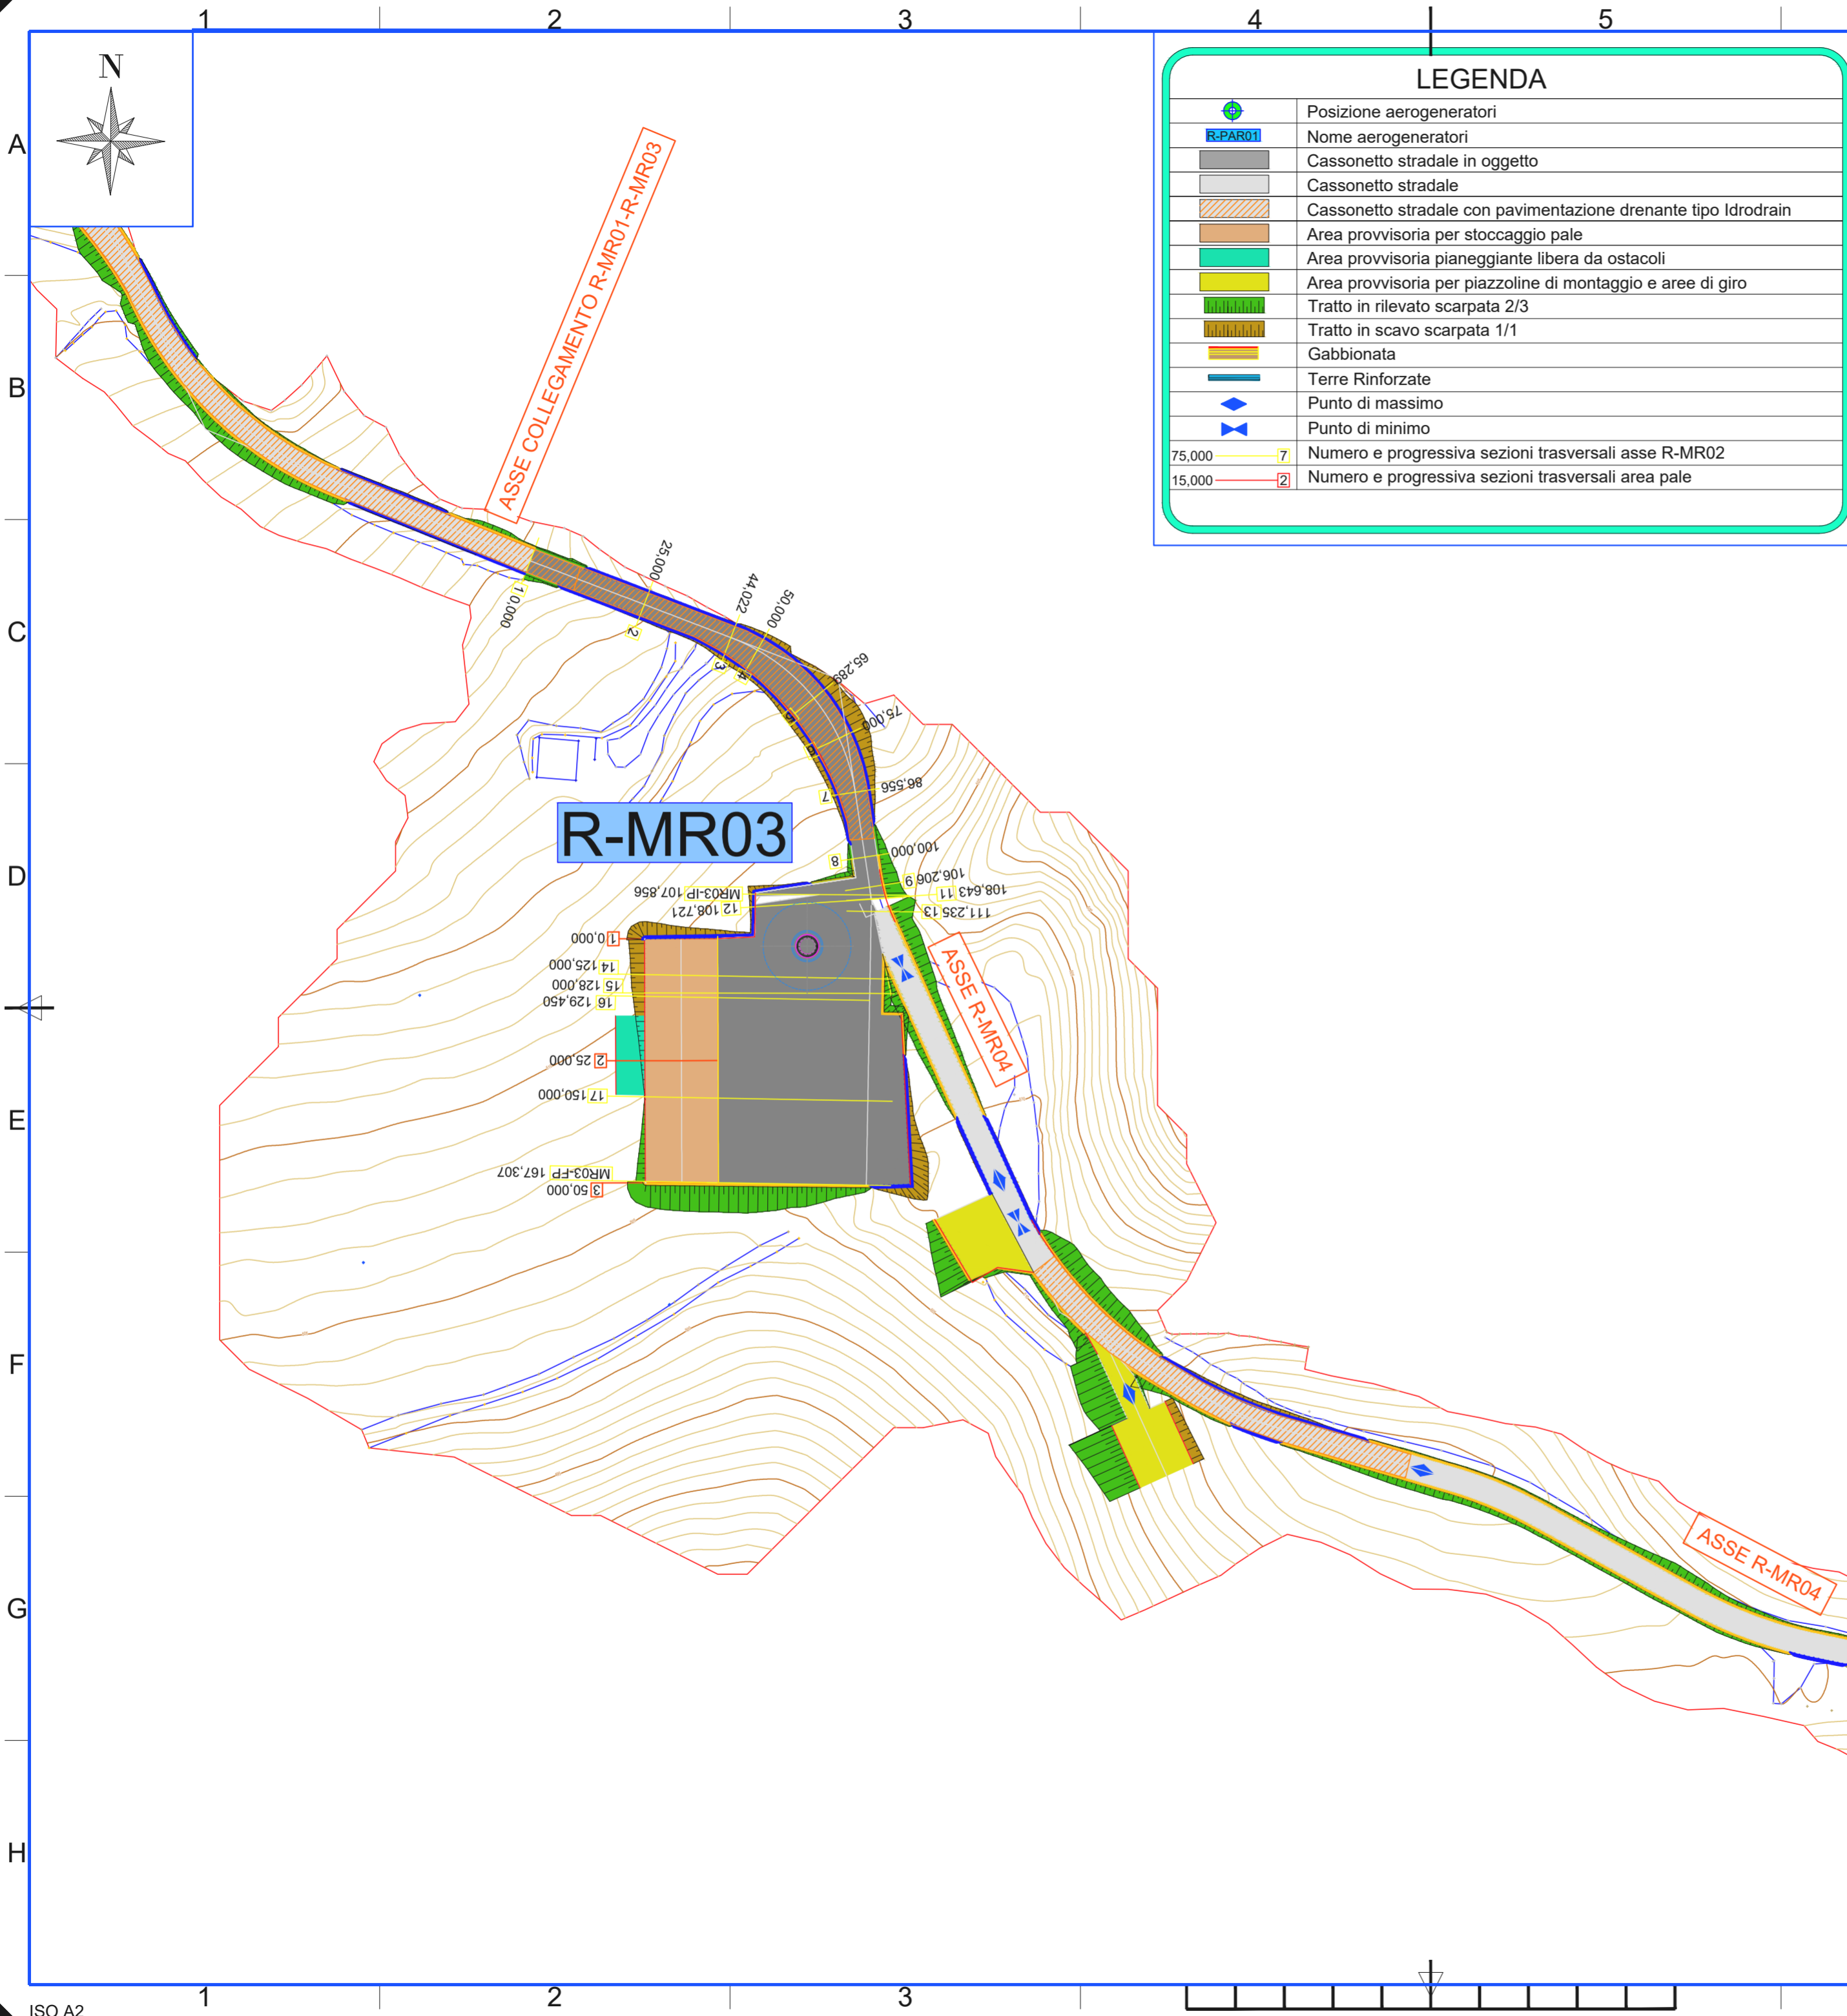 1 2 3 4 5
N
A
B
C
D
E
F
G
H
LEGENDA
Posizione aerogeneratori
R-PAR01 Nome aerogeneratori
Cassonetto stradale in oggetto
Cassonetto stradale
Cassonetto stradale con pavimentazione drenante tipo Idrodrain
Area provvisoria per stoccaggio pale
Area provvisoria pianeggiante libera da ostacoli
Area provvisoria per piazzoline di montaggio e aree di giro
Tratto in rilevato scarpata 2/3
Tratto in scavo scarpata 1/1
Gabbionata
Terre Rinforzate
Punto di massimo
Punto di minimo
75,000 7 Numero e progressiva sezioni trasversali asse R-MR02
15,000 2 Numero e progressiva sezioni trasversali area pale
ASSE COLLEGAMENTO R-MR01-R-MR03
1 0,000
2 25,000
3 44,022
4 50,000
5 65,289
6 75,000
7 86,556
R-MR03
8 100,000
9 106,206
MR03-IP 107,856
11 108,643
12 108,721
13 111,235
1 0,000
14 125,000
15 128,000
16 129,450
2 25,000
17 150,000
MR03-FP 167,307
3 50,000
ASSE R-MR04
ASSE R-MR04
1 2 3
ISO A2